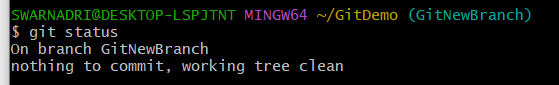 SWARNADRI@DESKTOP-LSPJTNT MINGW64 ~/GitDemo (GitNewBranch)
$ git status
On branch GitNewBranch
nothing to commit, working tree clean